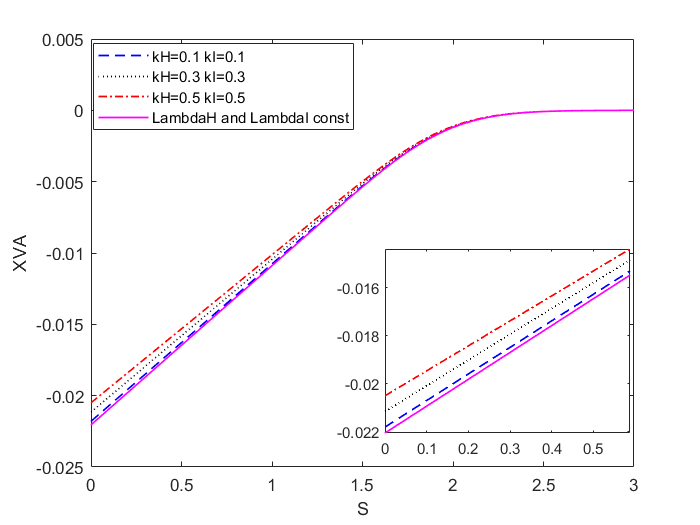 0.005
kH=0.1 kI=0.1
kH=0.3 kI=0.3
kH=0.5 kI=0.5
LambdaH and LambdaI const
0
-0.005
-0.01
-0.015
-0.02
-0.025
XVA
0 0.5 1 1.5 2 2.5 3
S
-0.016
-0.018
-0.02
-0.022
0 0.1 0.2 0.3 0.4 0.5